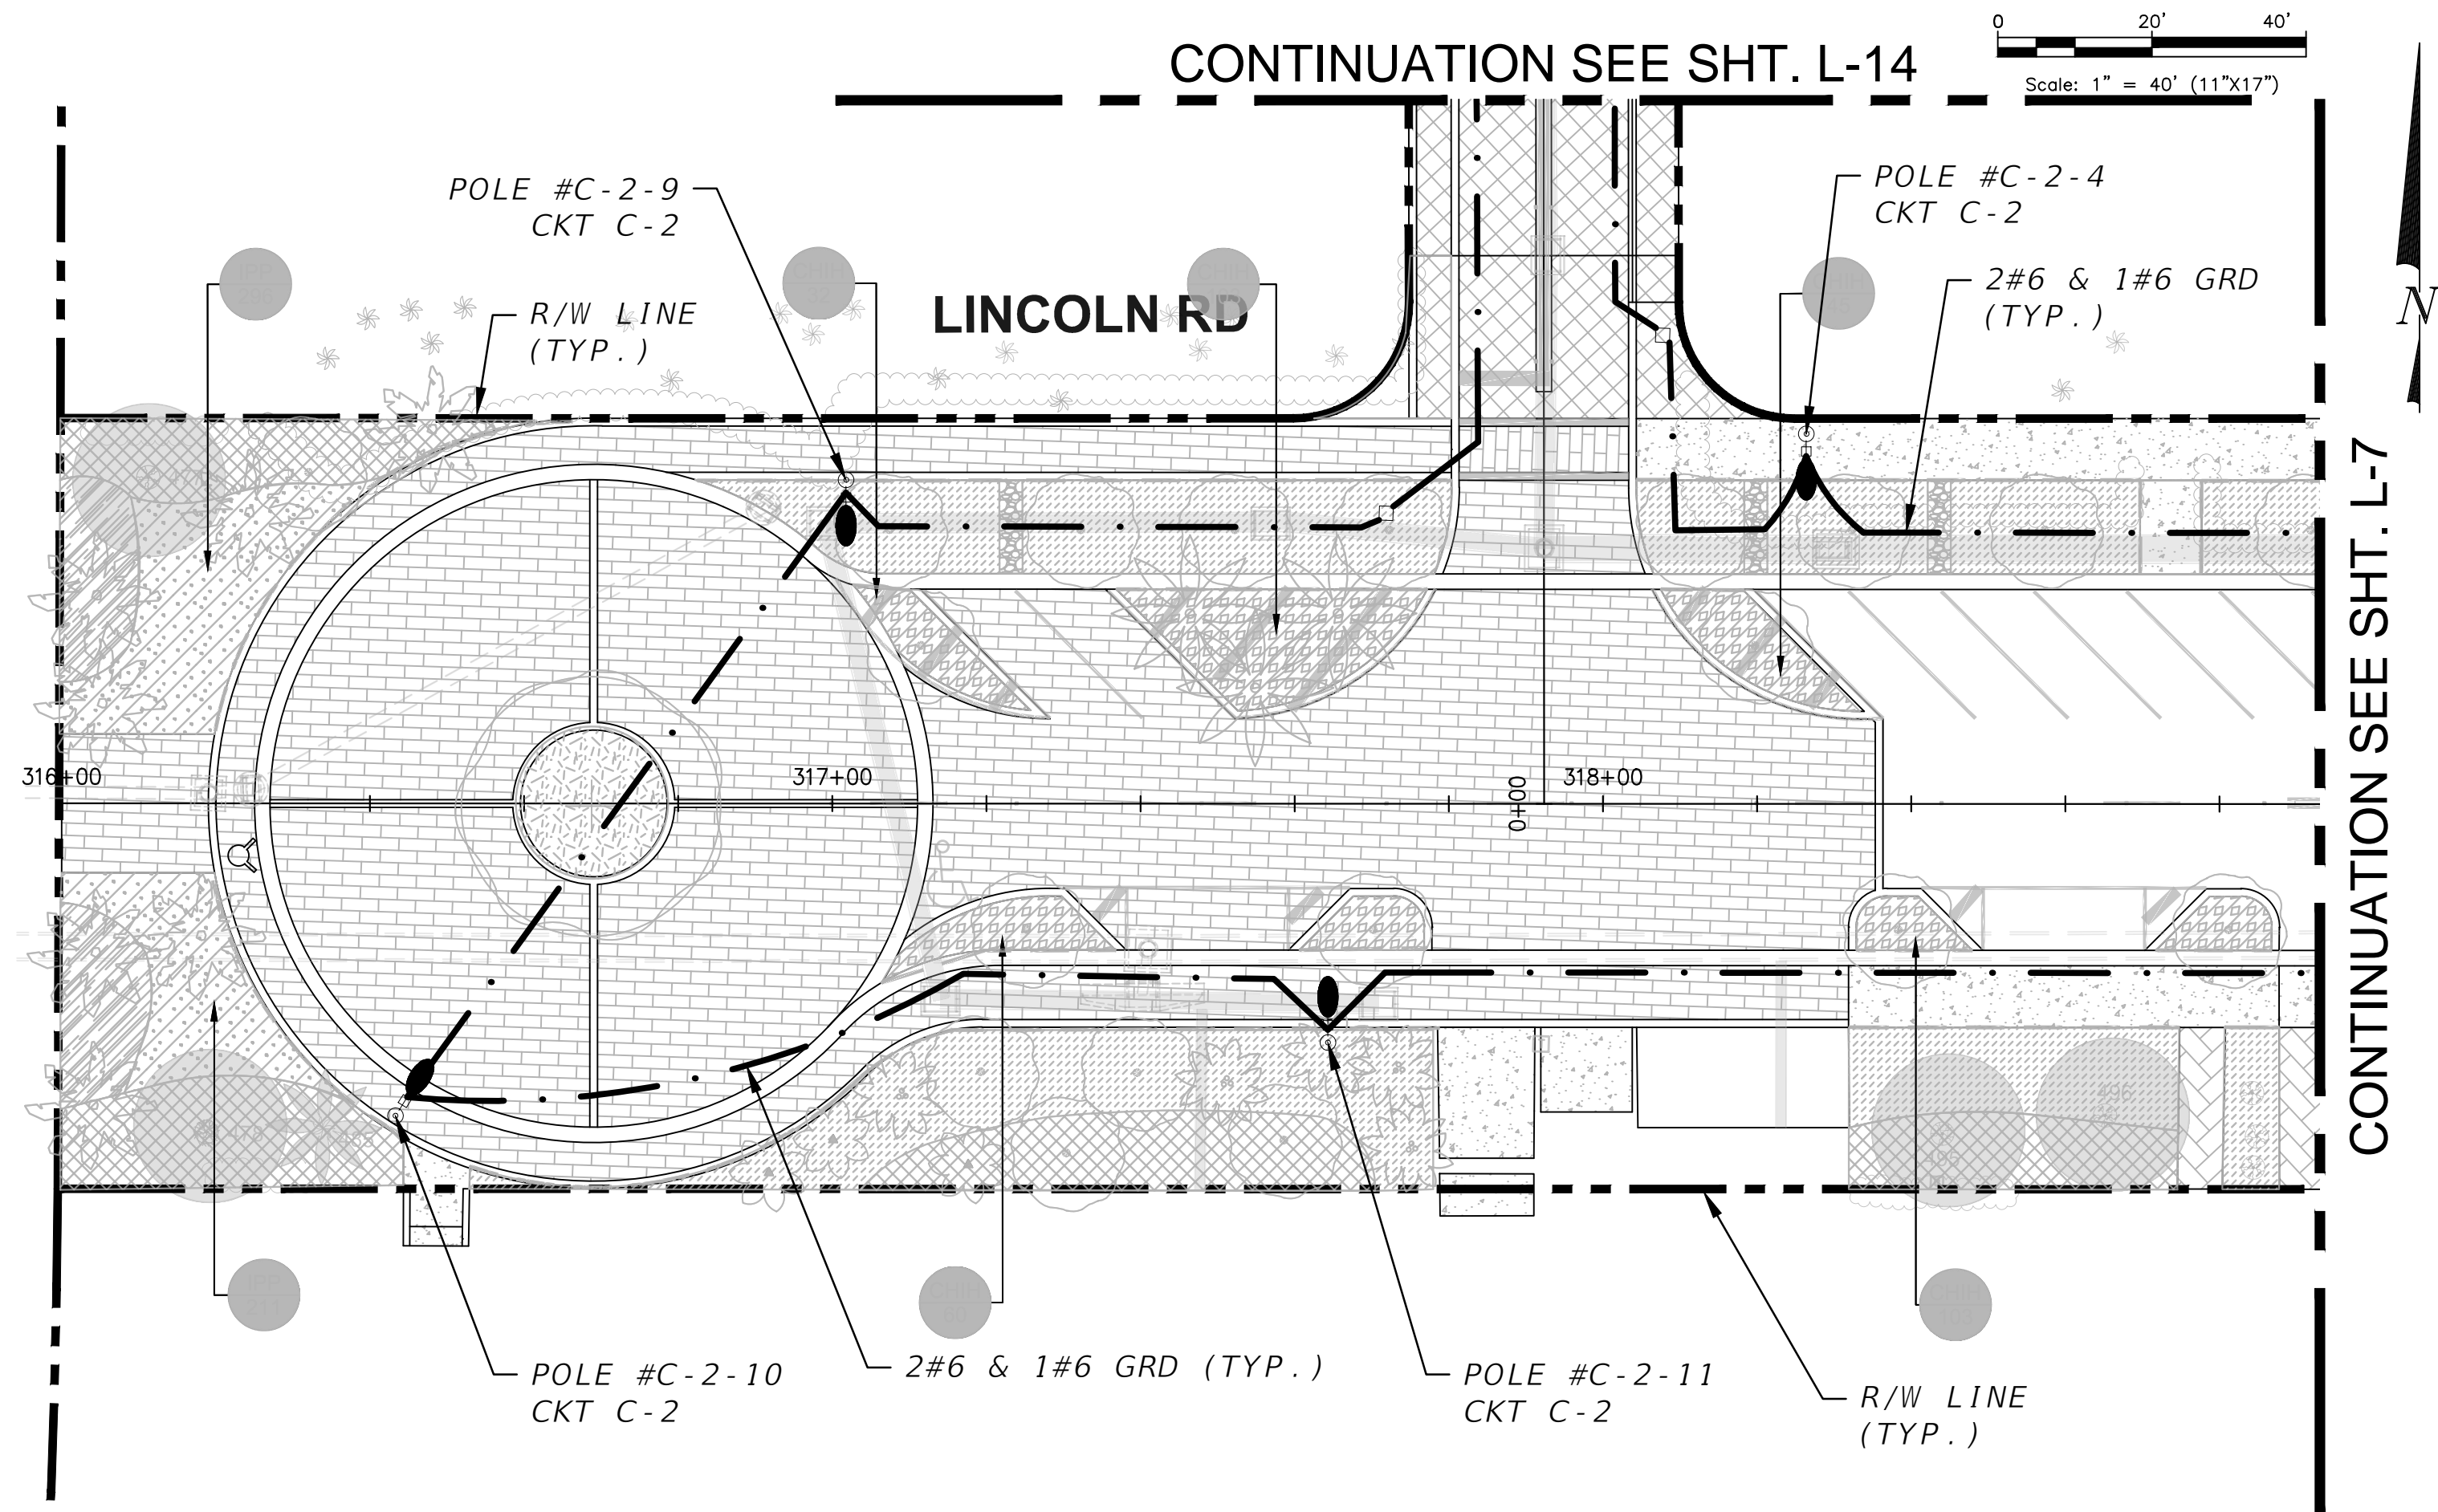 0 20' 40'
CONTINUATION SEE SHT. L-14
Scale: 1" = 40' (11"X17")
POLE #C-2-9
CKT C-2
POLE #C-2-4
CKT C-2
2#6 & 1#6 GRD
(TYP.)
R/W LINE
(TYP.)
LINCOLN RD
N
CONTINUATION SEE SHT. L-7
316+00
317+00
318+00
0+00
496
60
2#6 & 1#6 GRD (TYP.)
POLE #C-2-10
CKT C-2
POLE #C-2-11
CKT C-2
R/W LINE
(TYP.)